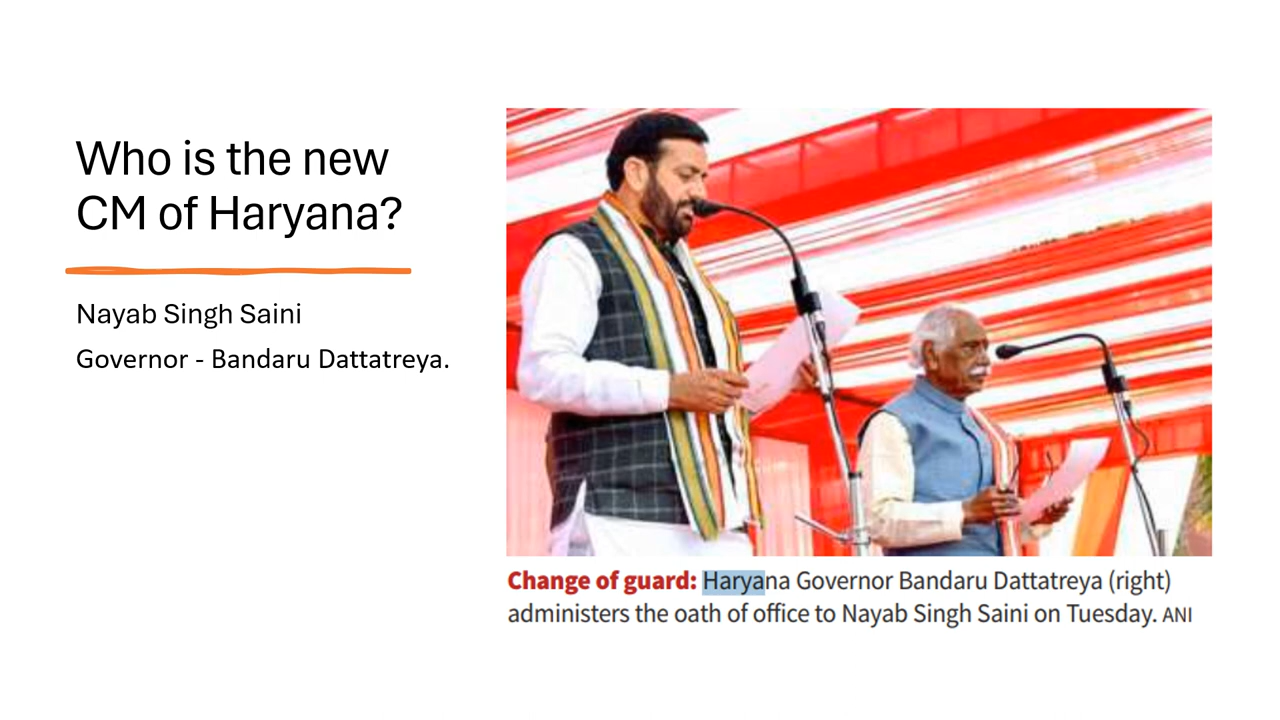 Who is the new
CM of Haryana?
Nayab Singh Saini
Governor - Bandaru Dattatreya.
Change of guard: Haryana Governor Bandaru Dattatreya (right)
administers the oath of office to Nayab Singh Saini on Tuesday. ANI